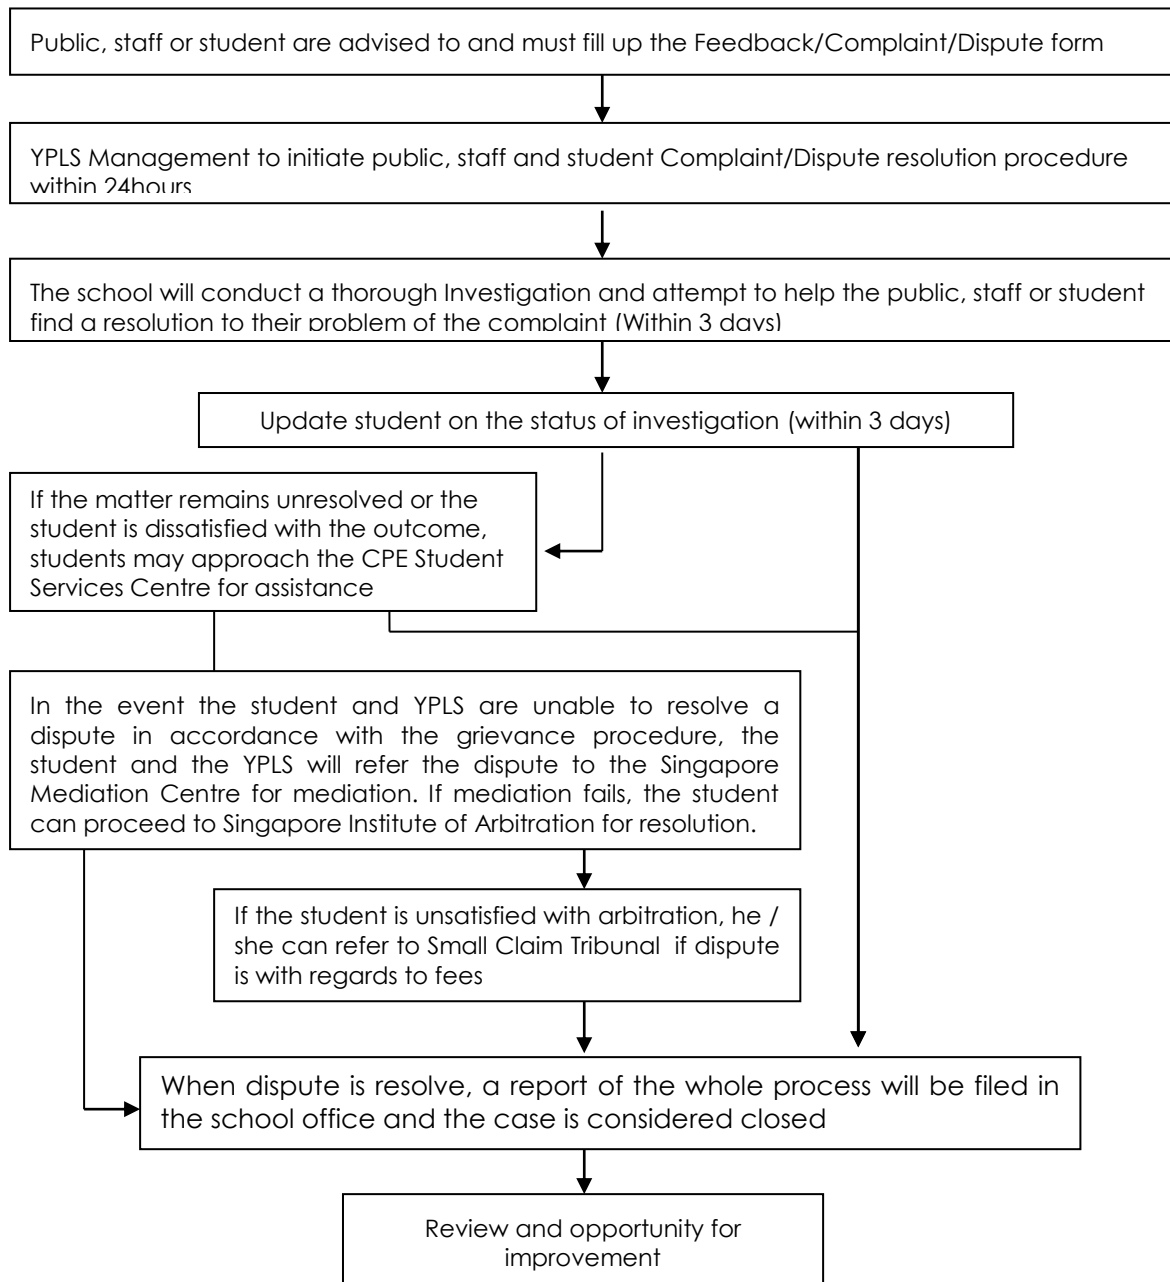 Public, staff or student are advised to and must fill up the Feedback/Complaint/Dispute form
YPLS Management to initiate public, staff and student Complaint/Dispute resolution procedure
within 24hours
The school will conduct a thorough Investigation and attempt to help the public, staff or student
find a resolution to their problem of the complaint (Within 3 days)
Update student on the status of investigation (within 3 days)
If the matter remains unresolved or the
student is dissatisfied with the outcome,
students may approach the CPE Student
Services Centre for assistance
In the event the student and YPLS are unable to resolve a
dispute in accordance with the grievance procedure, the
student and the YPLS will refer the dispute to the Singapore
Mediation Centre for mediation. If mediation fails, the student
can proceed to Singapore Institute of Arbitration for resolution.
If the student is unsatisfied with arbitration, he /
she can refer to Small Claim Tribunal if dispute
is with regards to fees
When dispute is resolve, a report of the whole process will be filed in
the school office and the case is considered closed
Review and opportunity for
improvement